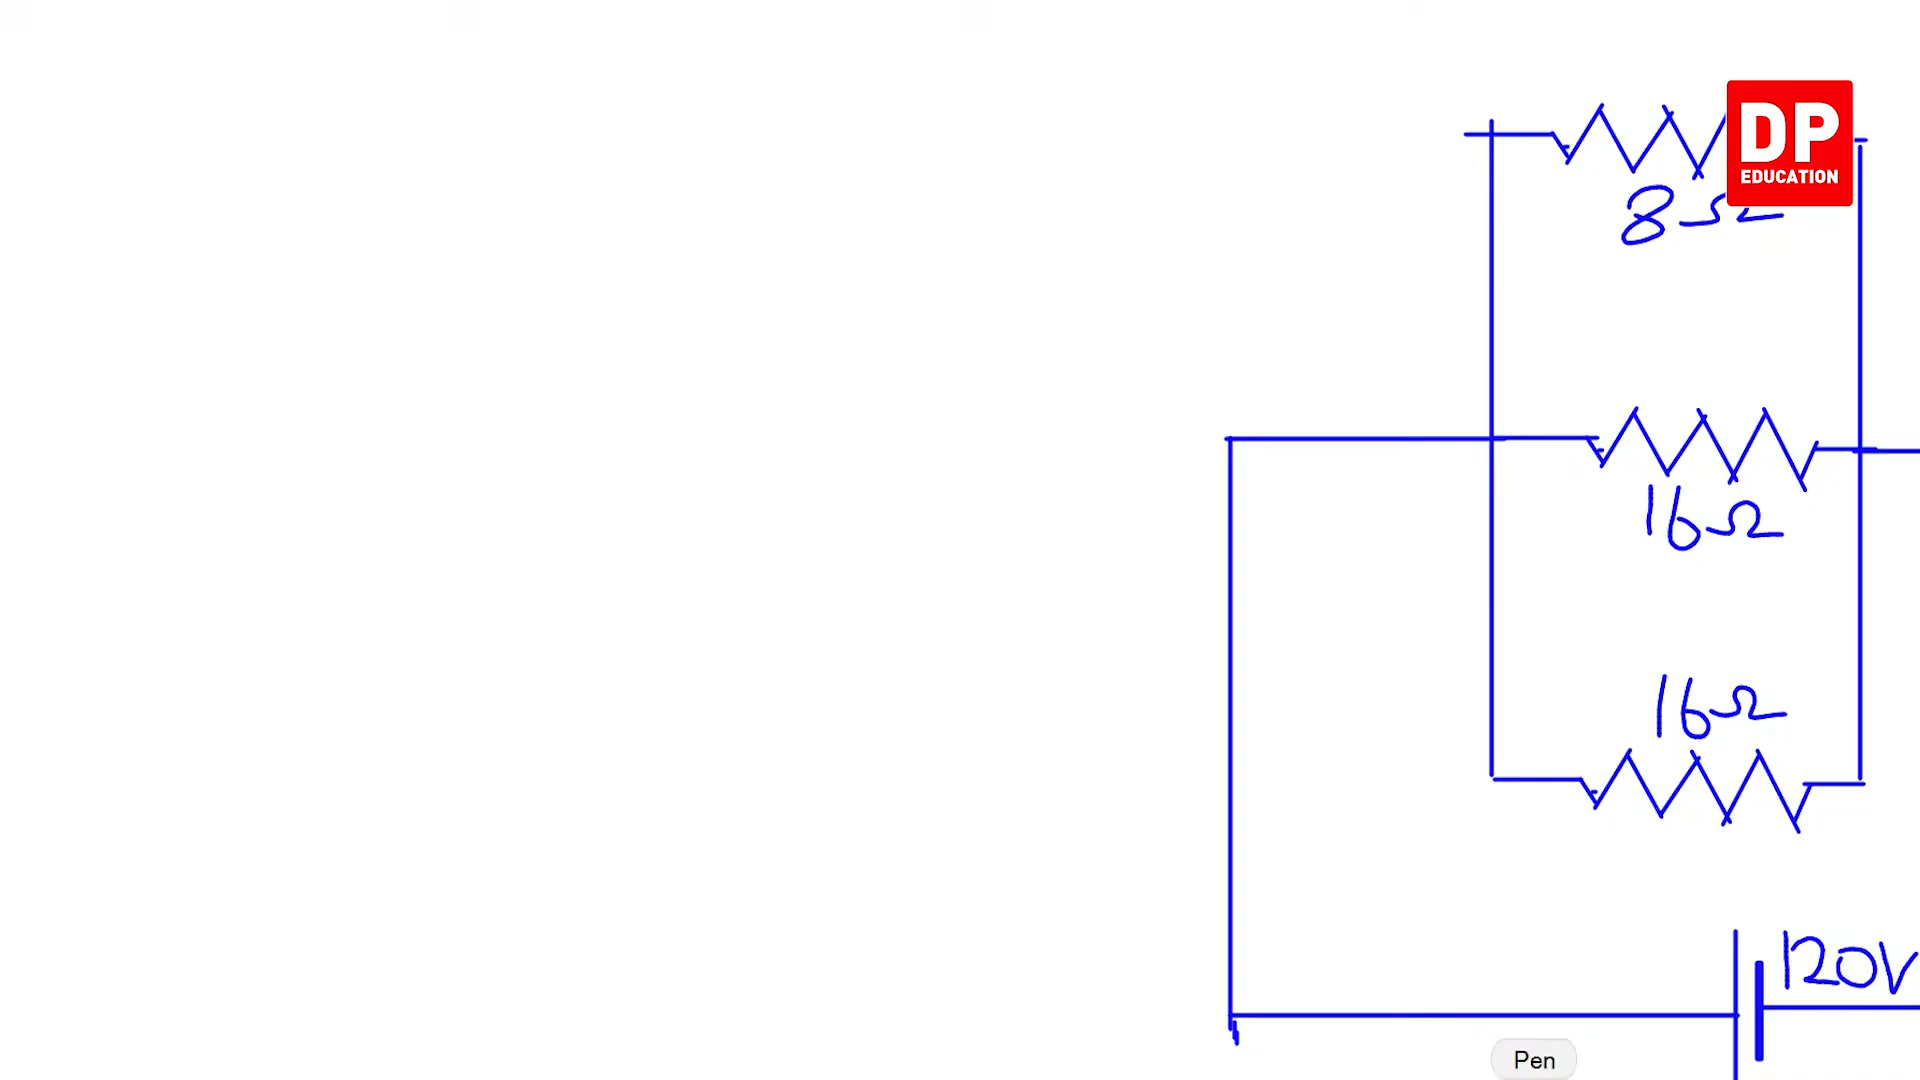 DP
EDUCATION
8Ω
16Ω
16Ω
120V
Pen